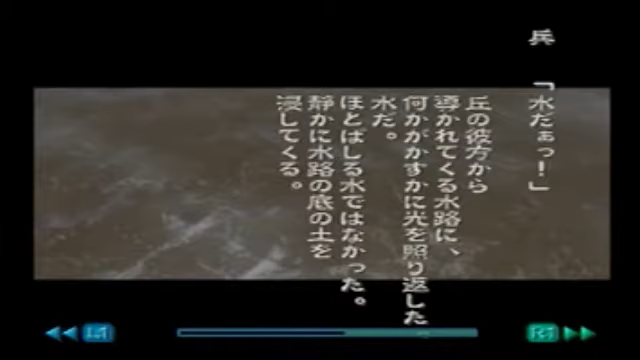 兵　「水だぁっ！」
丘の彼方から
導かれてくる水路に、
何かがかすかに光を照り返した
水だ。
ほとばしる水ではなかった。
静かに水路の底の土を
浸してくる。
L1
R1